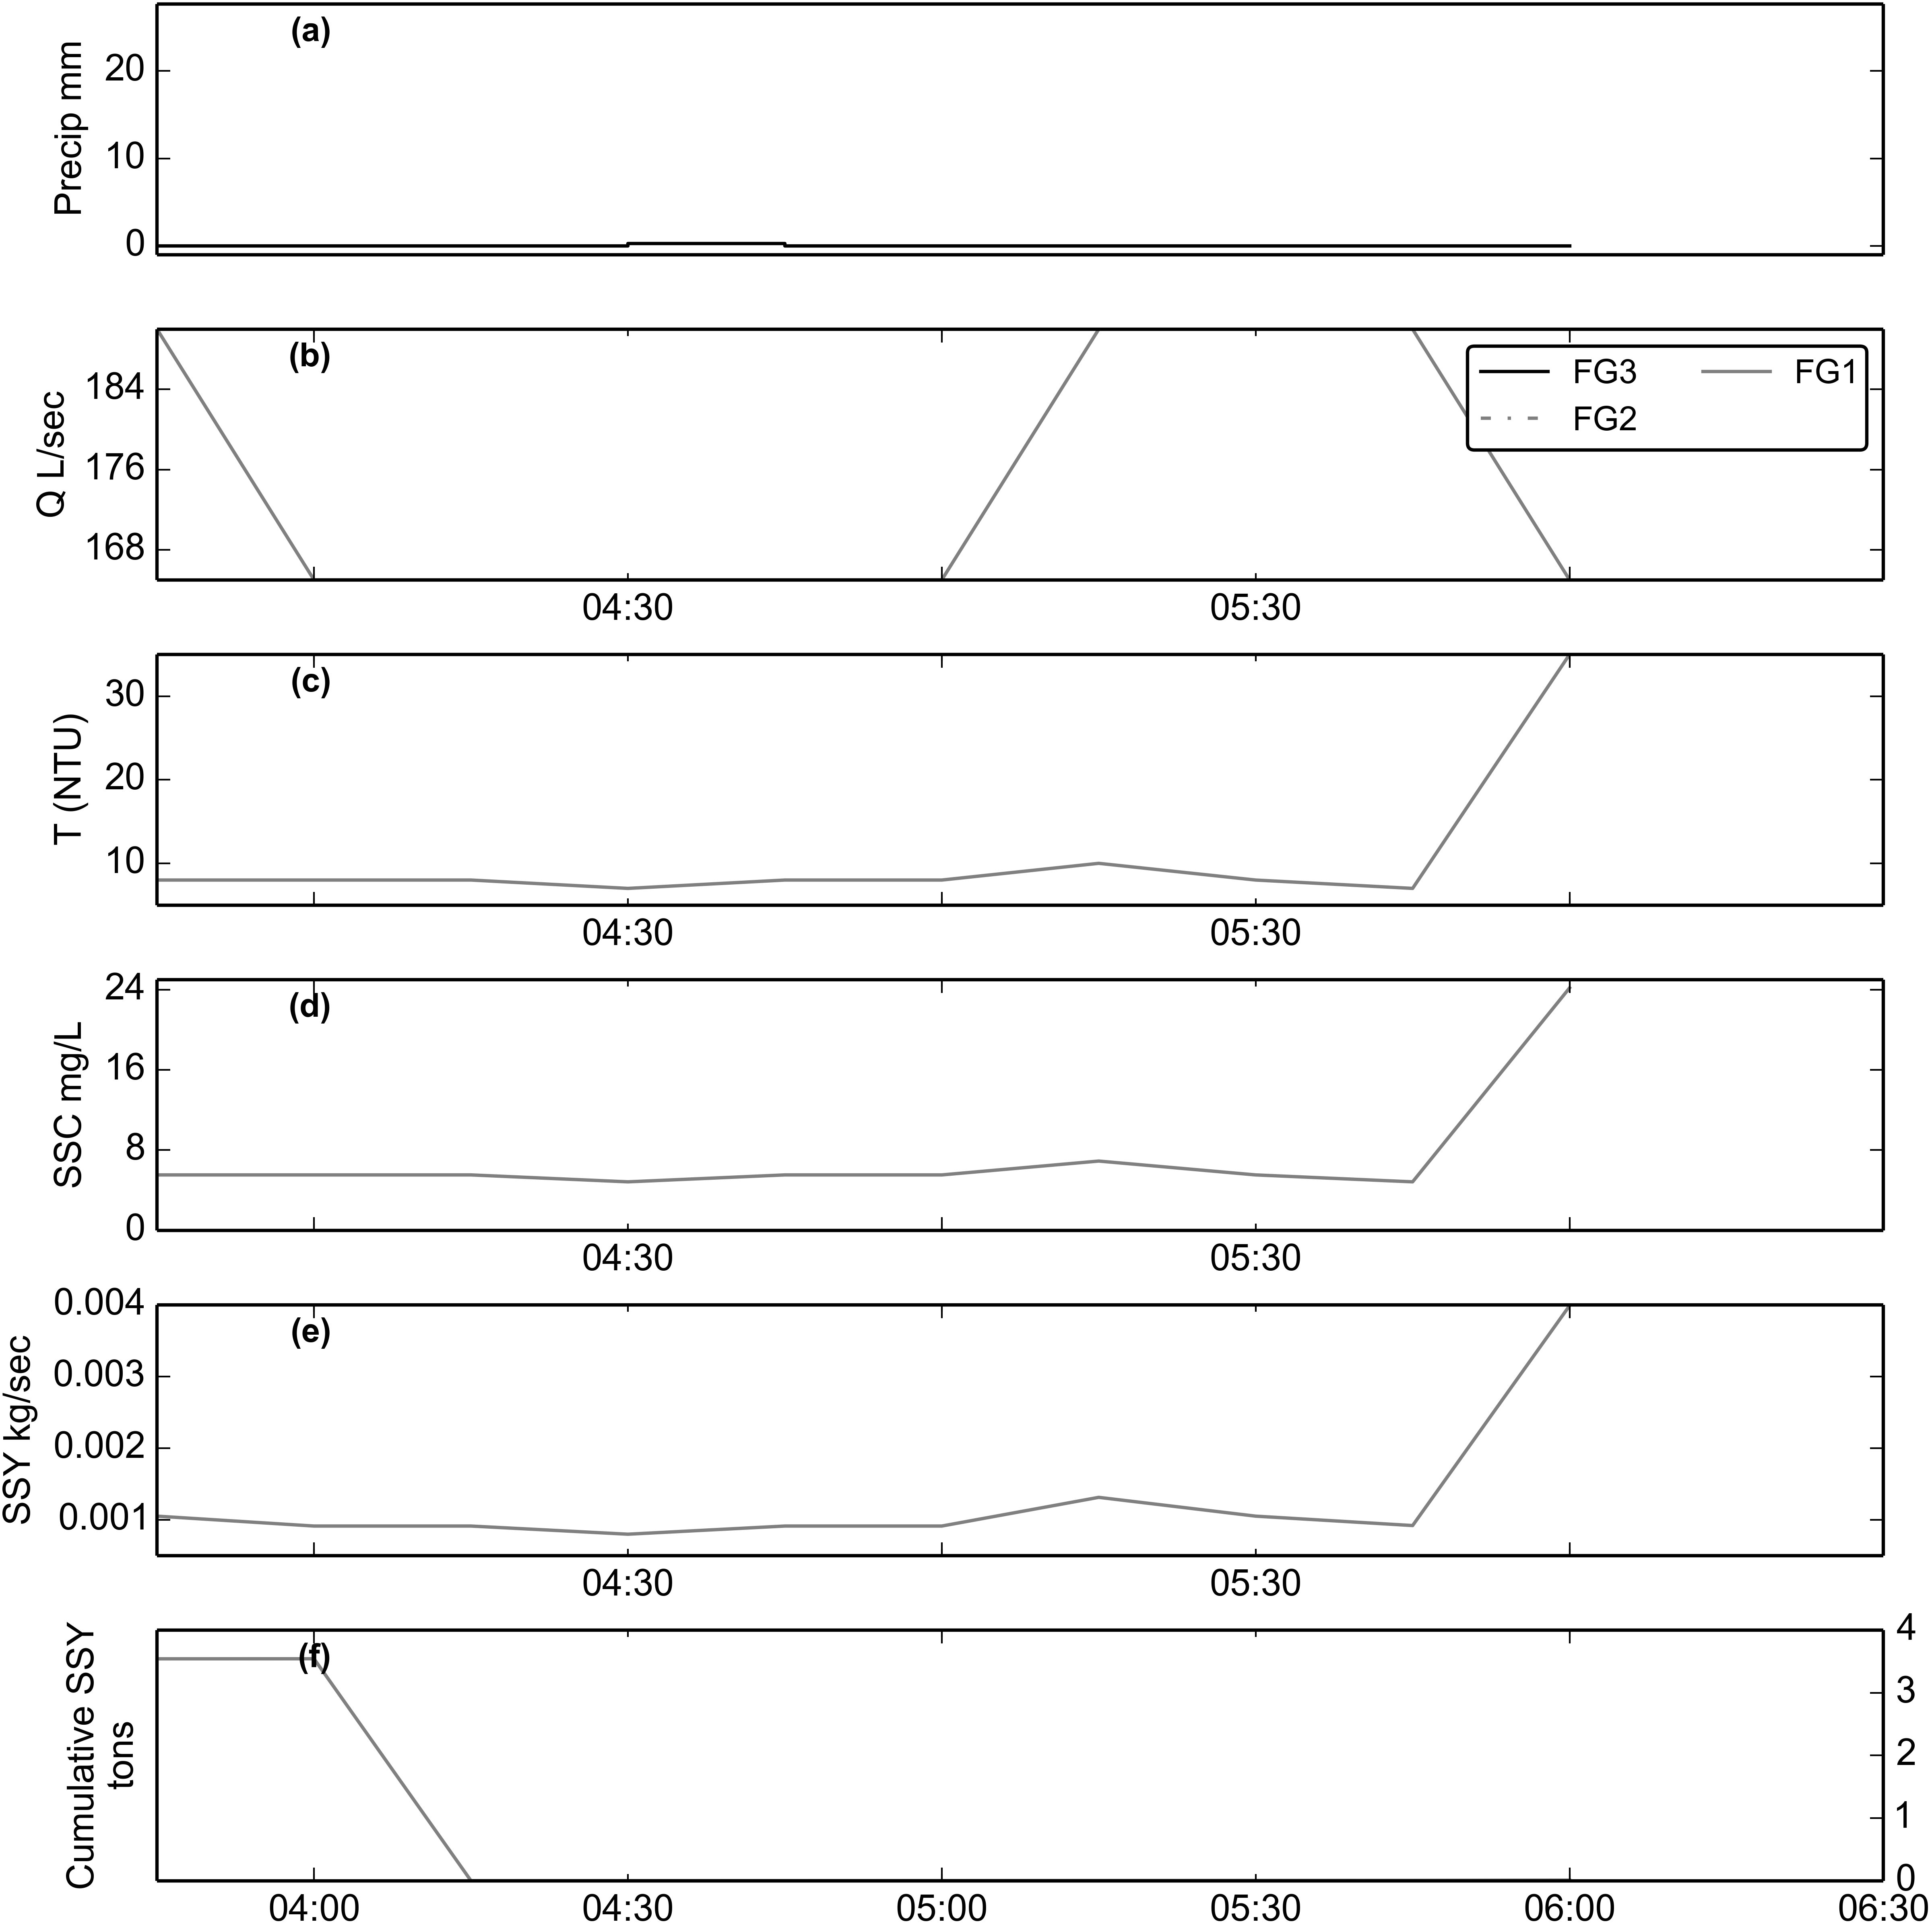 (a)
Precip mm
20
10
0
(b)
Q L/sec
184
176
168
FG3 FG1
FG2
04:30 05:30
(c)
T (NTU)
30
20
10
04:30 05:30
(d)
SSC mg/L
24
16
8
0
04:30 05:30
(e)
SSY kg/sec
0.004
0.003
0.002
0.001
04:30 05:30
(f)
Cumulative SSY
tons
4
3
2
1
0
04:00 04:30 05:00 05:30 06:00 06:30